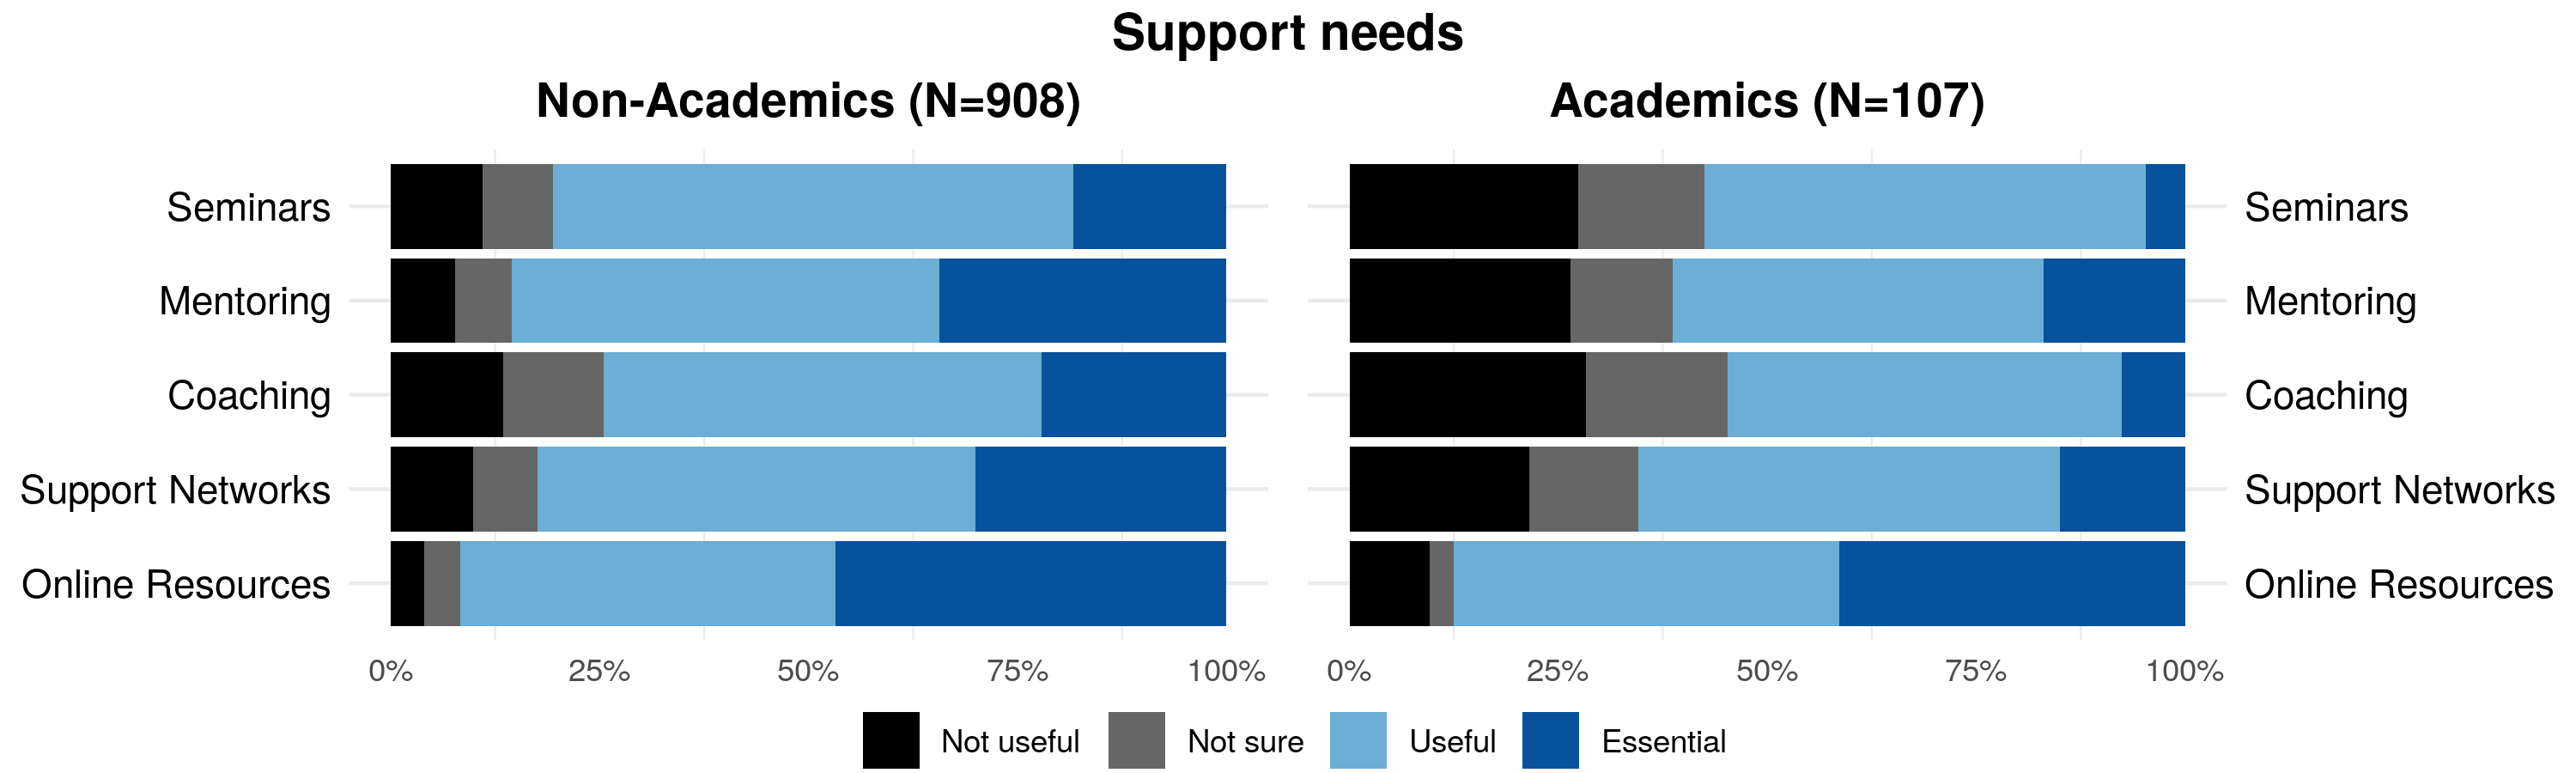 Support needs
Non-Academics (N=908)
Academics (N=107)
Seminars
Mentoring
Coaching
Support Networks
Online Resources
Seminars
Mentoring
Coaching
Support Networks
Online Resources
0% 25% 50% 75% 100%
0% 25% 50% 75% 100%
Not useful Not sure Useful Essential